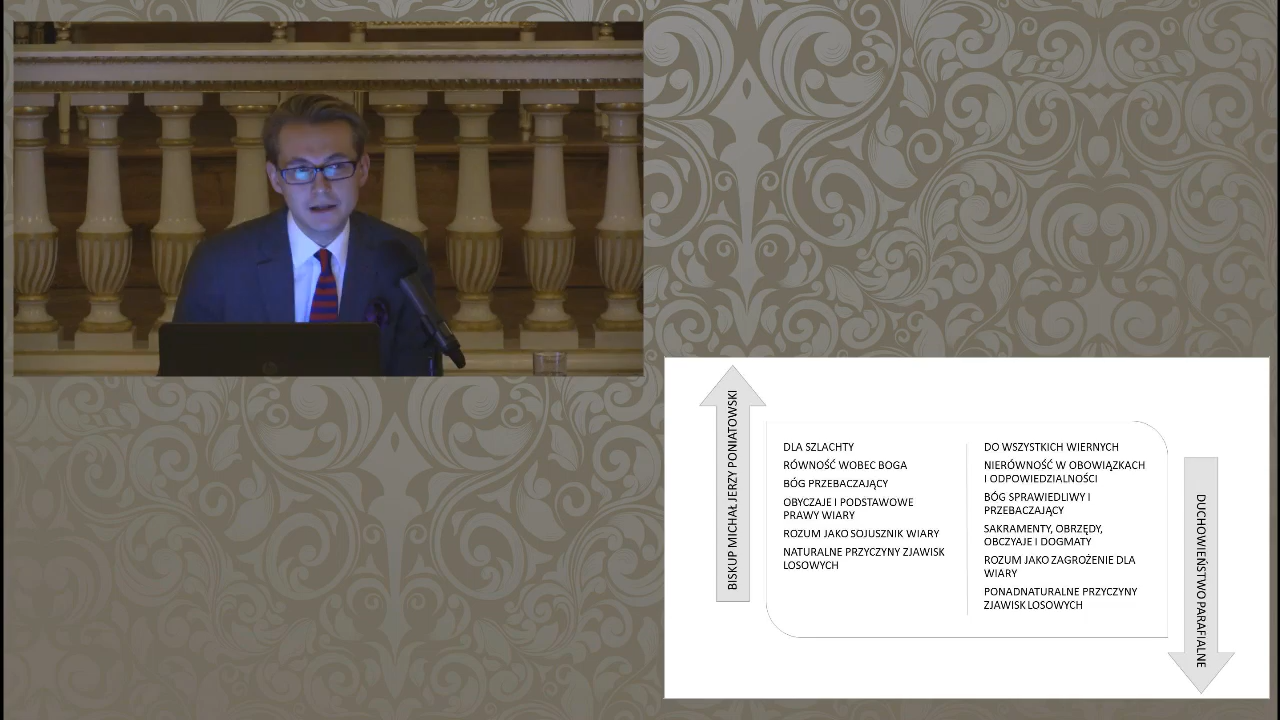 BISKUP MICHAŁ JERZY PONIATOWSKI
DLA SZLACHTY
RÓWNOŚĆ WOBEC BOGA
BÓG PRZEBACZAJĄCY
OBYCZAJE I PODSTAWOWE
PRAWY WIARY
ROZUM JAKO SOJUSZNIK WIARY
NATURALNE PRZYCZYNY ZJAWISK
LOSOWYCH
DO WSZYSTKICH WIERNYCH
NIERÓWNOŚĆ W OBOWIĄZKACH
I ODPOWIEDZIALNOŚCI
BÓG SPRAWIEDLIWY I
PRZEBACZAJĄCY
SAKRAMENTY, OBRZĘDY,
OBCZYAJE I DOGMATY
ROZUM JAKO ZAGROŻENIE DLA
WIARY
PONADNATURALNE PRZYCZYNY
ZJAWISK LOSOWYCH
DUCHOWIEŃSTWO PARAFIALNE